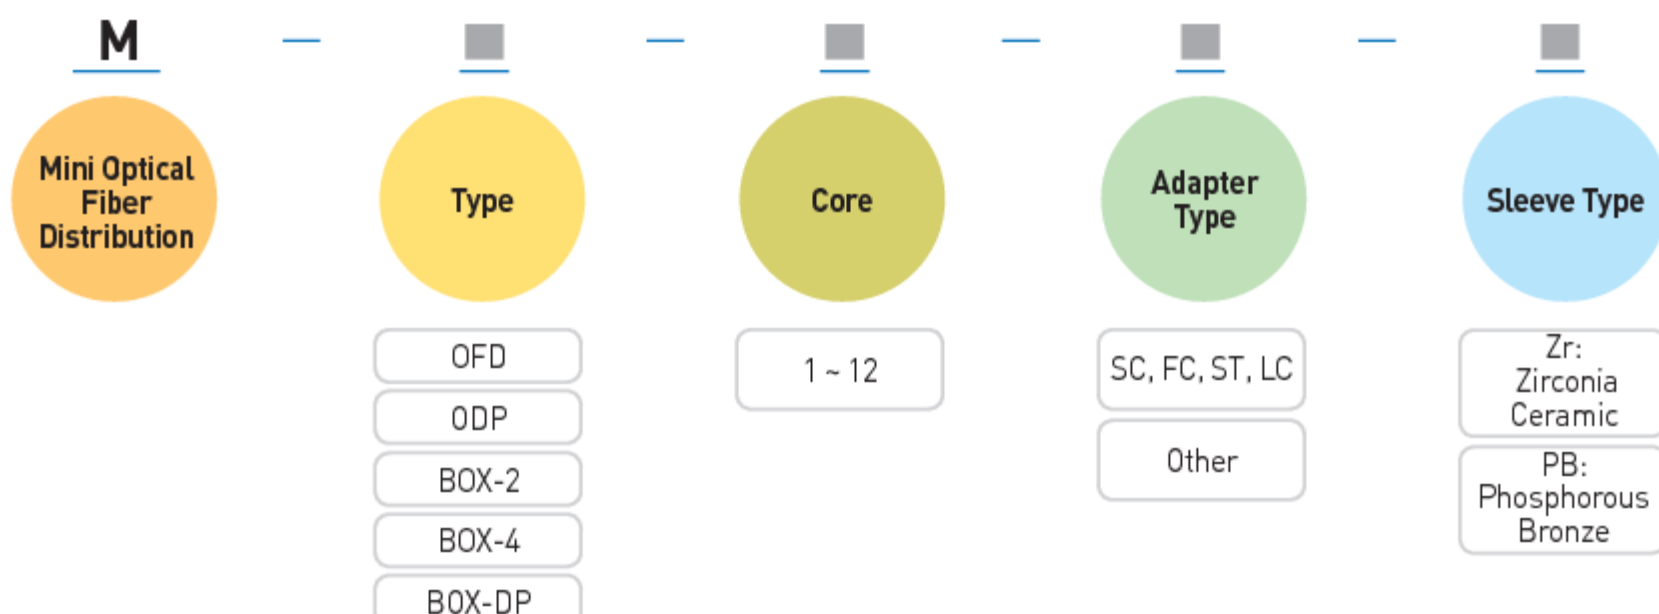 M — — — —
Mini Optical
Fiber
Distribution
Type
OFD
ODP
BOX-2
BOX-4
BOX-DP
Core
1 ~ 12
Adapter
Type
SC, FC, ST, LC
Other
Sleeve Type
Zr:
Zirconia
Ceramic
PB:
Phosphorous
Bronze